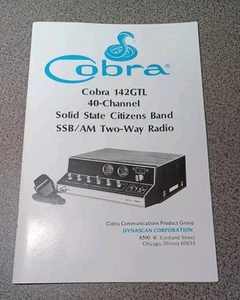 Cobra
Cobra 142GTL
40-Channel
Solid State Citizens Band
SSB/AM Two-Way Radio
Cobra Communications Product Group
DYNASCAN CORPORATION
6500 W. Cortland Street
Chicago, Illinois 60635